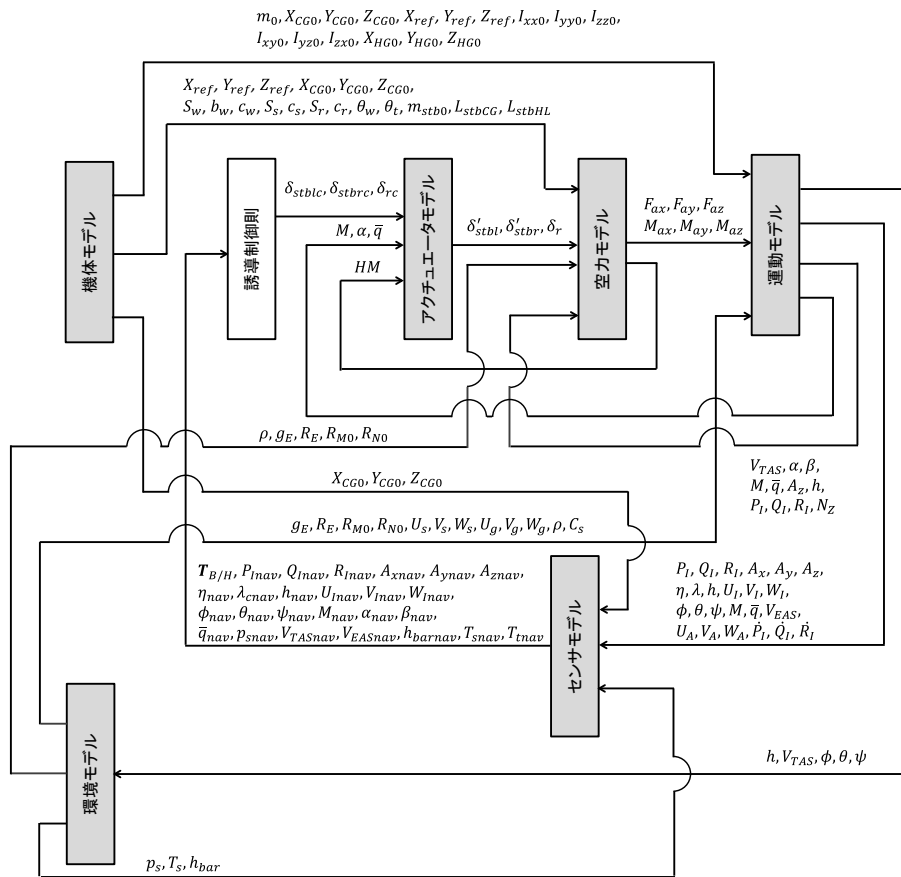 m₀, X_CG0, Y_CG0, Z_CG0, X_ref, Y_ref, Z_ref, I_xx0, I_yy0, I_zz0,
I_xy0, I_yz0, I_zx0, X_HG0, Y_HG0, Z_HG0
X_ref, Y_ref, Z_ref, X_CG0, Y_CG0, Z_CG0,
S_w, b_w, c_w, S_s, c_s, S_r, c_r, θ_w, θ_t, m_stb0, L_stbCG, L_stbHL
機体モデル
誘導制御則
δ_stblc, δ_stbrc, δ_rc
M, α, q̄
HM
アクチュエータモデル
δ′_stbl, δ′_stbr, δ_r
空力モデル
F_ax, F_ay, F_az
M_ax, M_ay, M_az
運動モデル
ρ, g_E, R_E, R_M0, R_N0
X_CG0, Y_CG0, Z_CG0
V_TAS, α, β,
M, q̄, A_z, h,
P_I, Q_I, R_I, N_Z
g_E, R_E, R_M0, R_N0, U_s, V_s, W_s, U_g, V_g, W_g, ρ, C_s
T_B/H, P_Inav, Q_Inav, R_Inav, A_xnav, A_ynav, A_znav,
η_nav, λ_cnav, h_nav, U_Inav, V_Inav, W_Inav,
ϕ_nav, θ_nav, ψ_nav, M_nav, α_nav, β_nav,
q̄_nav, p_snav, V_TASnav, V_EASnav, h_barnav, T_snav, T_tnav
センサモデル
P_I, Q_I, R_I, A_x, A_y, A_z,
η, λ, h, U_I, V_I, W_I,
ϕ, θ, ψ, M, q̄, V_EAS,
U_A, V_A, W_A, Ṗ_I, Q̇_I, Ṙ_I
環境モデル
h, V_TAS, ϕ, θ, ψ
p_s, T_s, h_bar